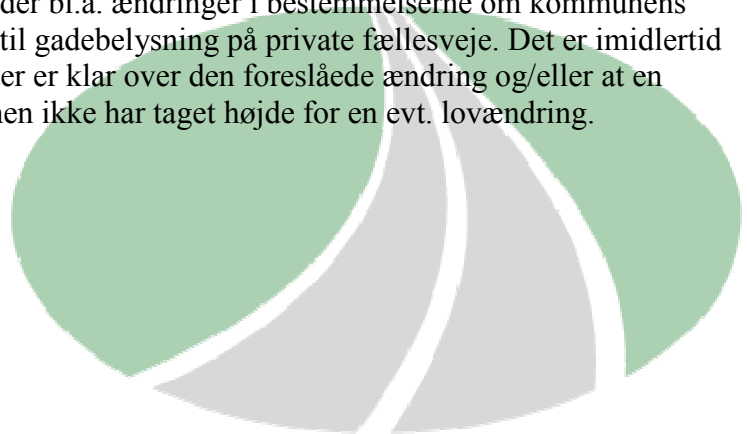 der bl.a. ændringer i bestemmelserne om kommunens
til gadebelysning på private fællesveje. Det er imidlertid
er er klar over den foreslåede ændring og/eller at en
en ikke har taget højde for en evt. lovændring.